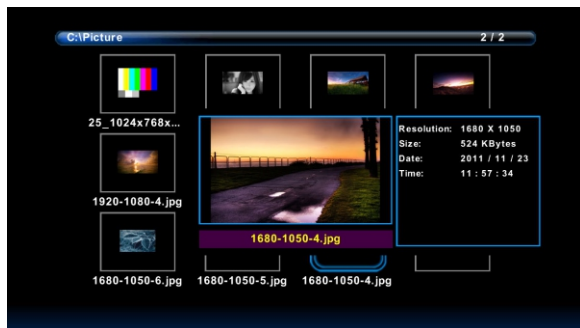 C:\Picture 2 / 2
25_1024x768x...
Resolution: 1680 X 1050
Size: 524 KBytes
Date: 2011 / 11 / 23
Time: 11 : 57 : 34
1920-1080-4.jpg
1680-1050-4.jpg
1680-1050-6.jpg 1680-1050-5.jpg 1680-1050-4.jpg